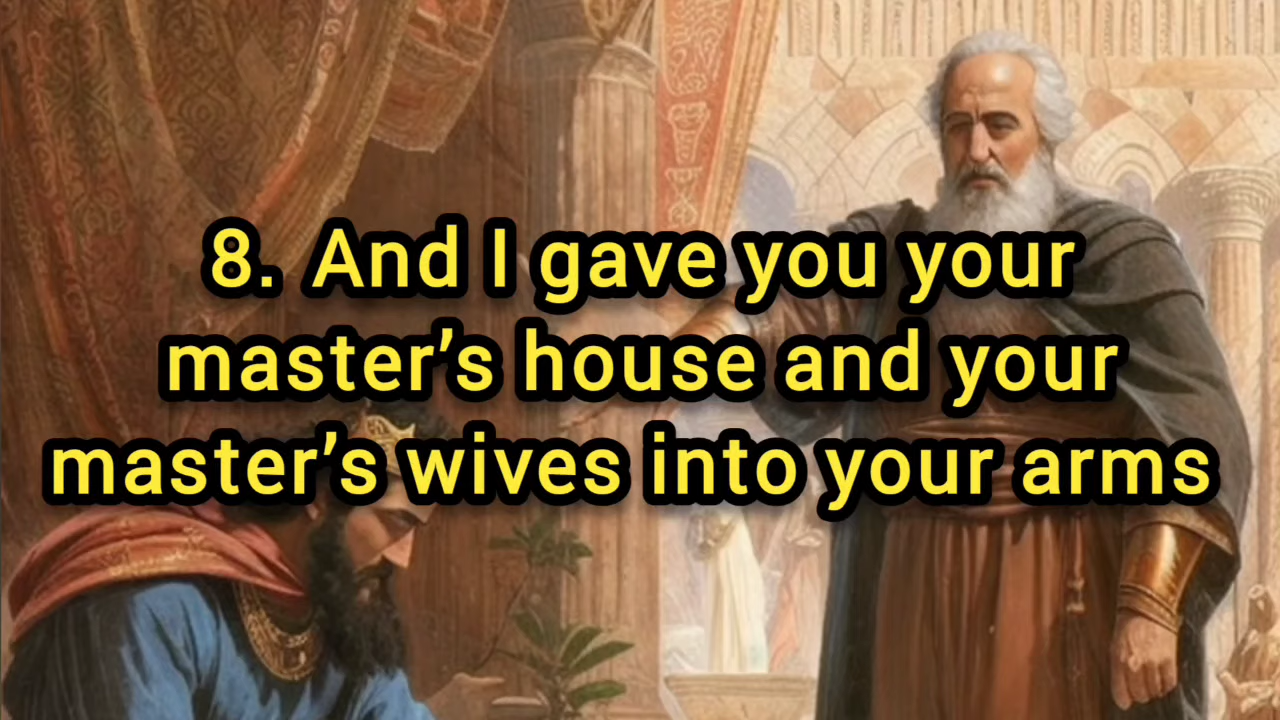 8. And I gave you your
master’s house and your
master’s wives into your arms